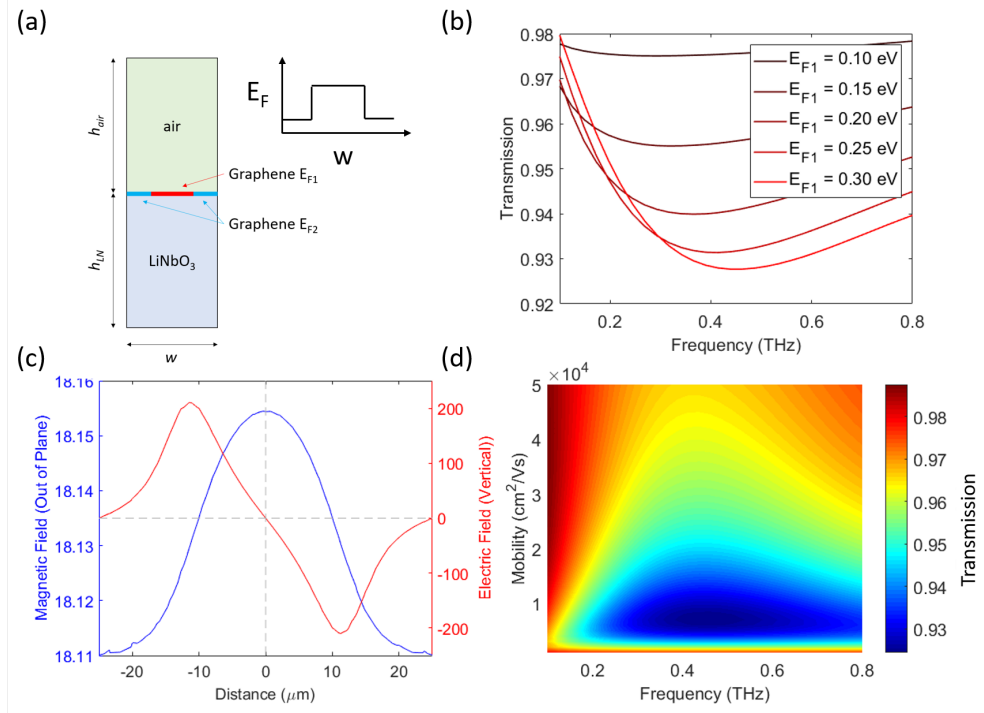 (a)
h_air
air
E_F
w
Graphene E_F1
Graphene E_F2
h_LN
LiNbO₃
w
(b)
0.98
0.97
0.96
0.95
0.94
0.93
0.92
Transmission
0.2
0.4
0.6
0.8
Frequency (THz)
E_F1 = 0.10 eV
E_F1 = 0.15 eV
E_F1 = 0.20 eV
E_F1 = 0.25 eV
E_F1 = 0.30 eV
(c)
18.16
18.15
18.14
18.13
18.12
18.11
Magnetic Field (Out of Plane)
-20
-10
0
10
20
Distance (μm)
200
100
0
-100
-200
Electric Field (Vertical))
(d)
×10⁴
5
4
3
2
1
Mobility (cm²/Vs)
0.2
0.4
0.6
0.8
Frequency (THz)
0.98
0.97
0.96
0.95
0.94
0.93
Transmission